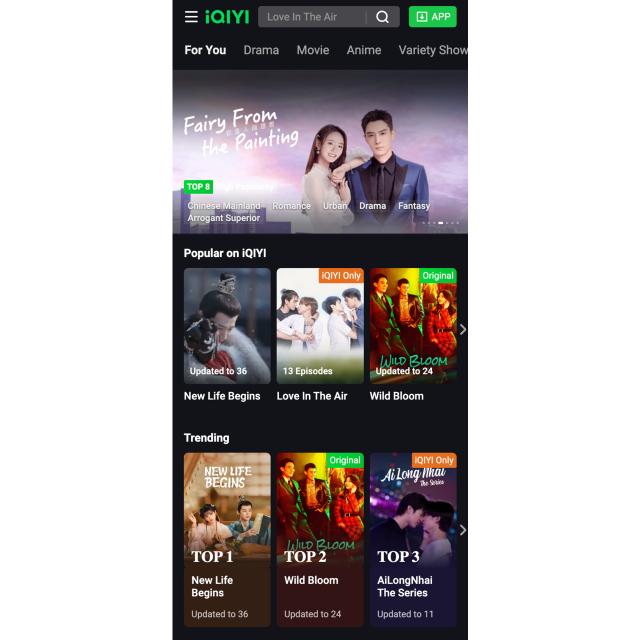 iQIYI
Love In The Air
APP
For You
Drama
Movie
Anime
Variety Show
Fairy From
the Painting
TOP 8
High Popularity
Chinese Mainland Romance Urban Drama Fantasy
Arrogant Superior
Popular on iQIYI
Updated to 36
iQIYI Only
13 Episodes
Original
WILD BLOOM
Updated to 24
New Life Begins
Love In The Air
Wild Bloom
Trending
NEW LIFE
BEGINS
TOP 1
Original
WILD BLOOM
TOP 2
iQIYI Only
Ai Long Nhai
The Series
TOP 3
New Life
Begins
Wild Bloom
AiLongNhai
The Series
Updated to 36
Updated to 24
Updated to 11